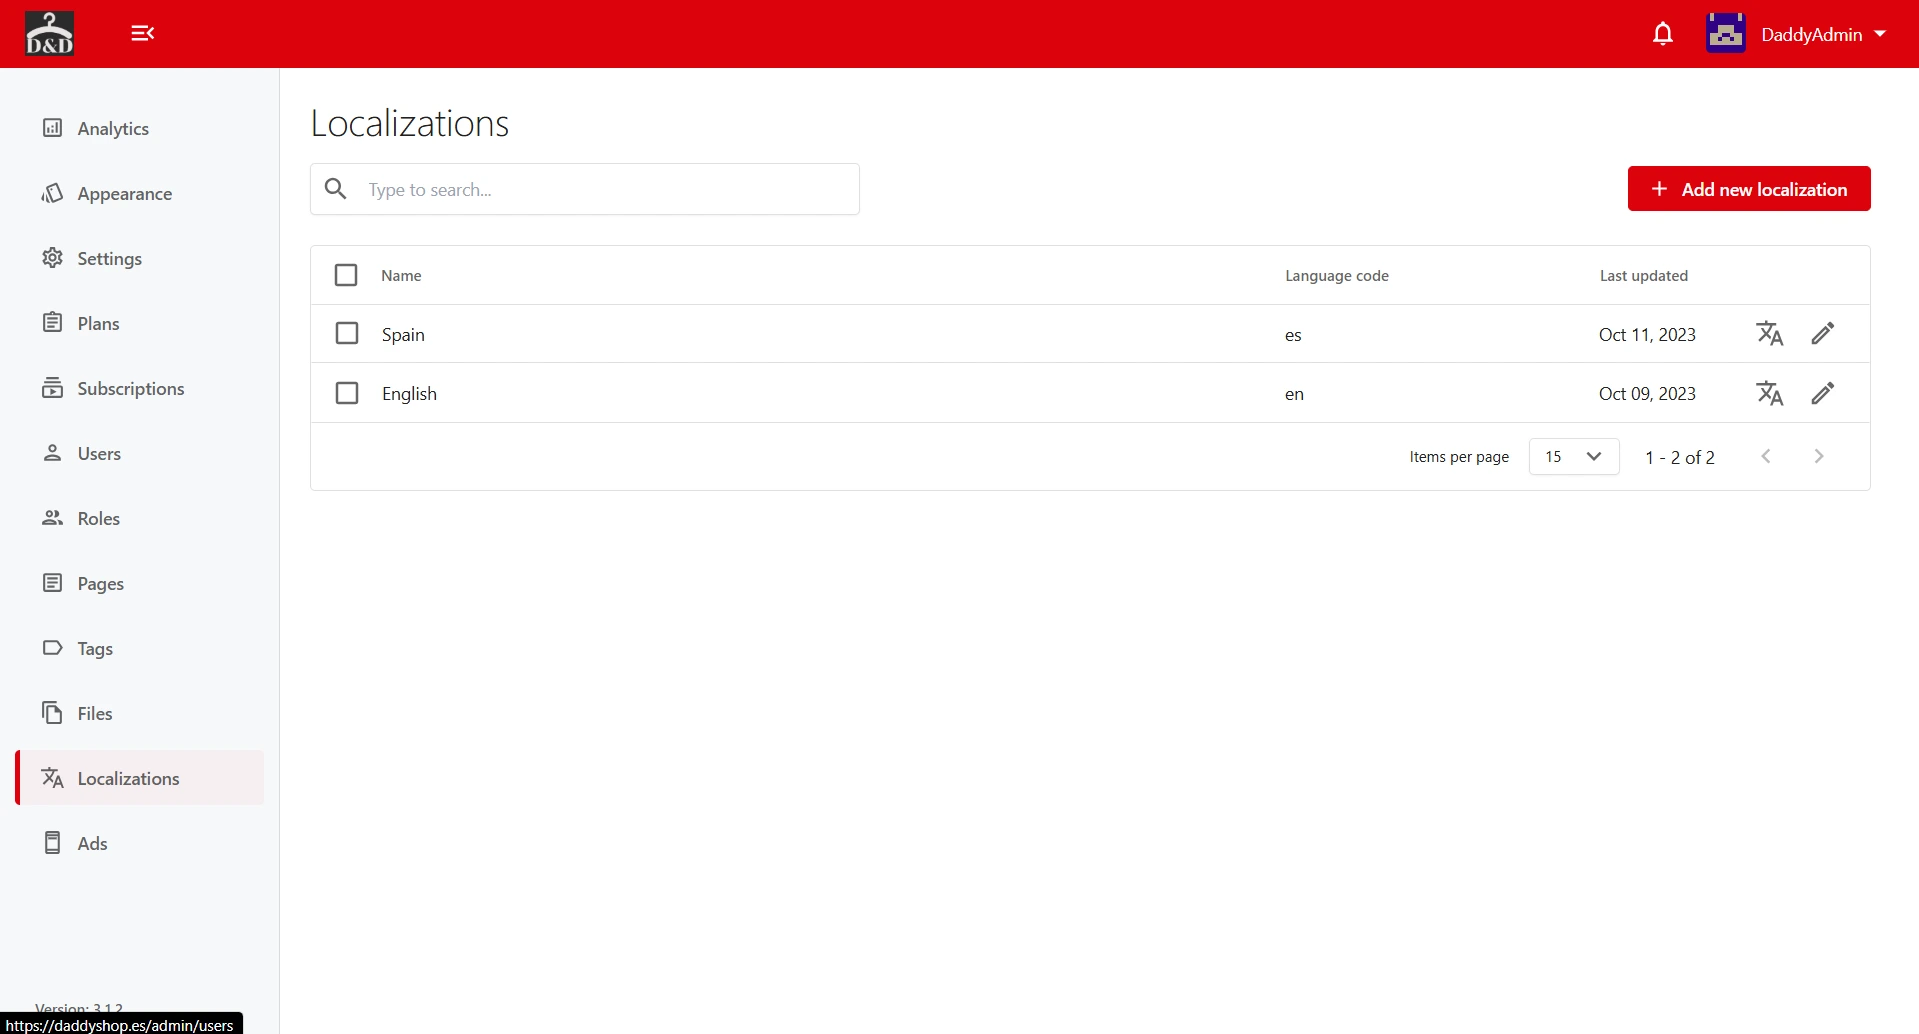 D&D
DaddyAdmin
Analytics
Appearance
Settings
Plans
Subscriptions
Users
Roles
Pages
Tags
Files
Localizations
Ads
Version: 3.1.2
https://daddyshop.es/admin/users
Localizations
Type to search...
+ Add new localization
Name Language code Last updated
Spain es Oct 11, 2023
English en Oct 09, 2023
Items per page 15 1 - 2 of 2